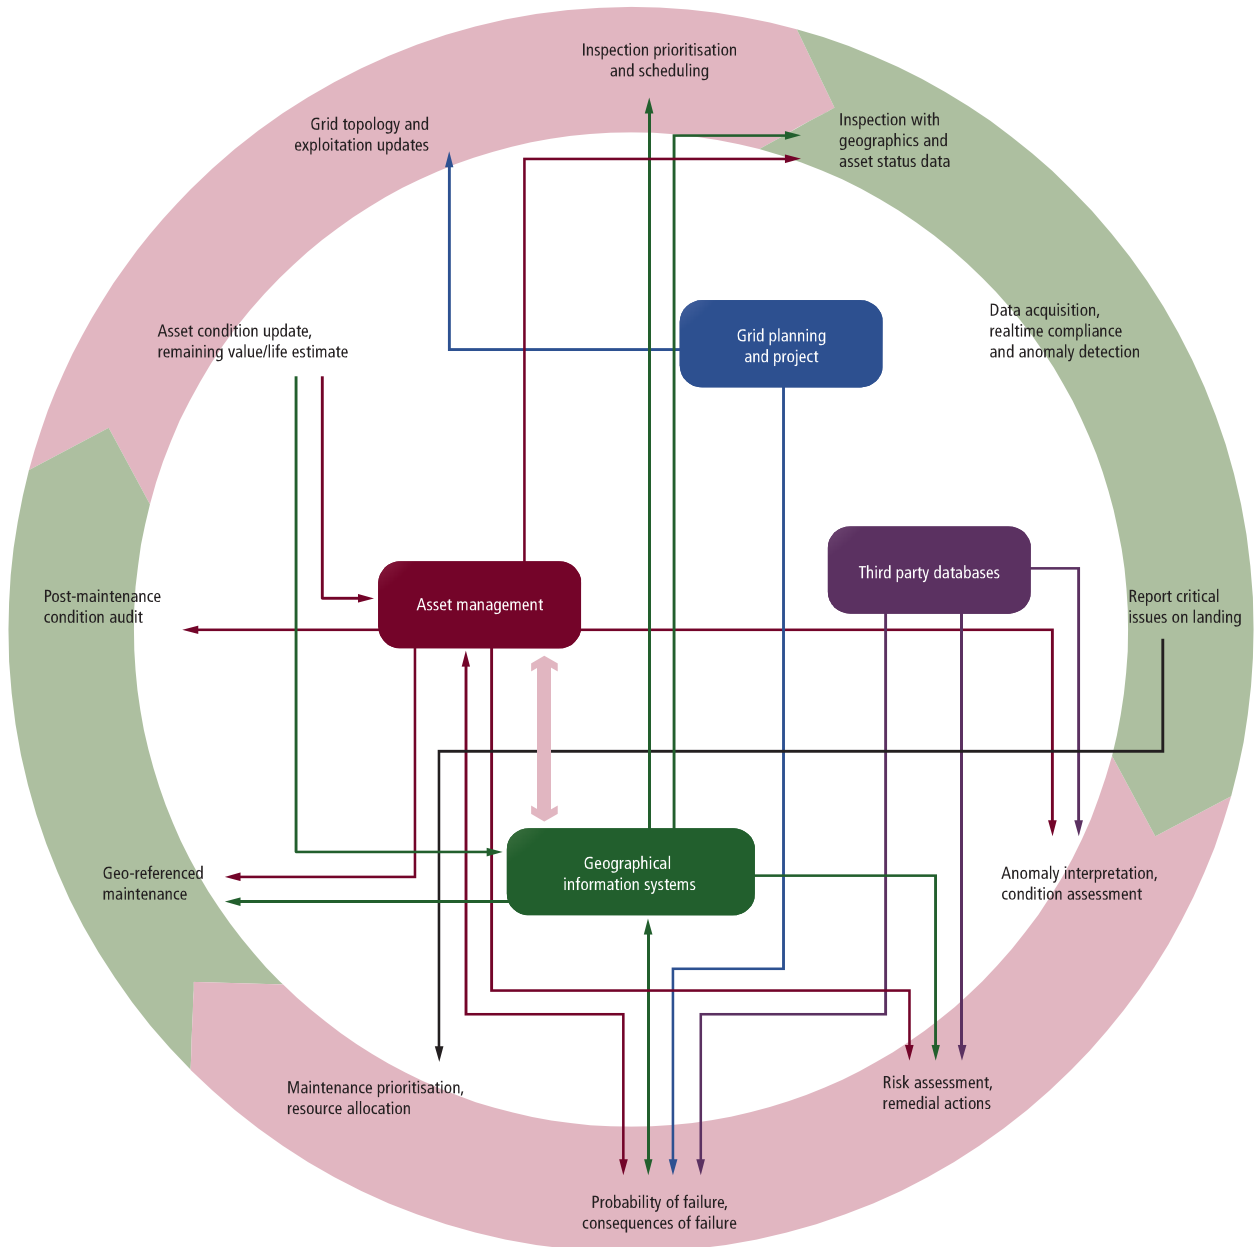 Inspection prioritisation
and scheduling
Grid topology and
exploitation updates
Inspection with
geographics and
asset status data
Asset condition update,
remaining value/life estimate
Grid planning
and project
Data acquisition,
realtime compliance
and anomaly detection
Third party databases
Asset management
Post-maintenance
condition audit
Report critical
issues on landing
Geographical
information systems
Geo-referenced
maintenance
Anomaly interpretation,
condition assessment
Maintenance prioritisation,
resource allocation
Risk assessment,
remedial actions
Probability of failure,
consequences of failure